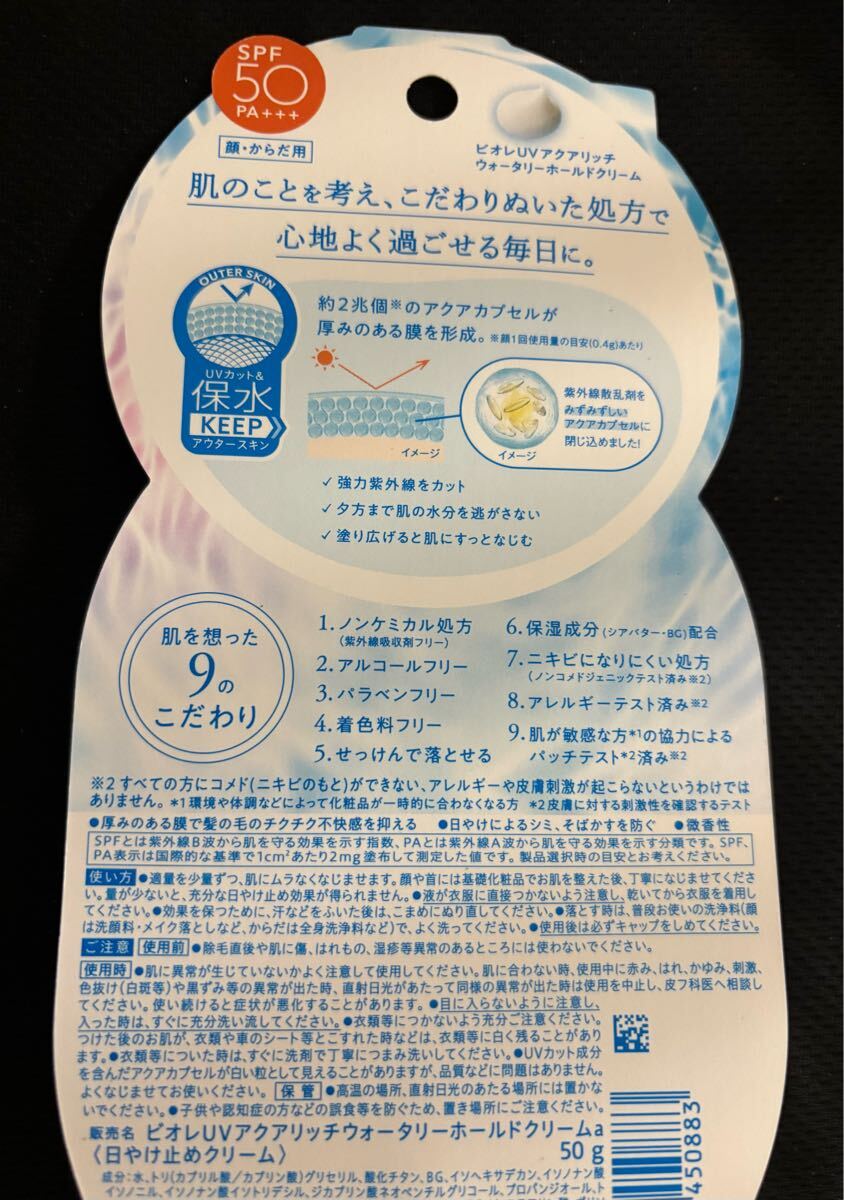 SPF
50
PA+++
顔・からだ用
ビオレUVアクアリッチ
ウォータリーホールドクリーム
肌のことを考え、こだわりぬいた処方で
心地よく過ごせる毎日に。
OUTER SKIN
UVカット&
保水
KEEP
アウタースキン
約2兆個※のアクアカプセルが
厚みのある膜を形成。※顔1回使用量の目安(0.4g)あたり
イメージ
紫外線散乱剤を
みずみずしい
アクアカプセルに
閉じ込めました!
イメージ
✓ 強力紫外線をカット
✓ 夕方まで肌の水分を逃がさない
✓ 塗り広げると肌にすっとなじむ
肌を想った
9の
こだわり
1. ノンケミカル処方
(紫外線吸収剤フリー)
2. アルコールフリー
3. パラベンフリー
4. 着色料フリー
5. せっけんで落とせる
6. 保湿成分(シアバター・BG)配合
7. ニキビになりにくい処方
(ノンコメドジェニックテスト済み※2)
8. アレルギーテスト済み※2
9. 肌が敏感な方*1の協力による
パッチテスト*2済み※2
※2 すべての方にコメド(ニキビのもと)ができない、アレルギーや皮膚刺激が起こらないというわけでは
ありません。 *1 環境や体調などによって化粧品が一時的に合わなくなる方 *2 皮膚に対する刺激性を確認するテスト
●厚みのある膜で髪の毛のチクチク不快感を抑える ●日やけによるシミ、そばかすを防ぐ ●微香性
SPFとは紫外線B波から肌を守る効果を示す指数、PAとは紫外線A波から肌を守る効果を示す分類です。SPF、
PA表示は国際的な基準で1cm²あたり2mg塗布して測定した値です。製品選択時の目安とお考えください。
使い方 ●適量を少量ずつ、肌にムラなくなじませます。顔や首には基礎化粧品でお肌を整えた後、丁寧になじませてくださ
い。量が少ないと、充分な日やけ止め効果が得られません。●液が衣服に直接つかないよう注意し、乾いてから衣服を着用し
てください。●効果を保つために、汗などをふいた後は、こまめにぬり直してください。●落とす時は、普段お使いの洗浄料(顔
は洗顔料・メイク落としなど、からだは全身洗浄料など)で、よく洗ってください。●使用後は必ずキャップをしめてください。
ご注意 使用前 ●除毛直後や肌に傷、はれもの、湿疹等異常のあるところには使わないでください。
使用時 ●肌に異常が生じていないかよく注意して使用してください。肌に合わない時、使用中に赤み、はれ、かゆみ、刺激、
色抜け(白斑等)や黒ずみ等の異常が出た時、直射日光があたって同様の異常が出た時は使用を中止し、皮フ科医へ相談し
てください。使い続けると症状が悪化することがあります。●目に入らないように注意し、
入った時は、すぐに充分洗い流してください。●衣類等につかないよう充分ご注意ください。
つけた後のお肌が、衣類や車のシート等とこすれた時などは、衣類等に白く残ることがあり
ます。●衣類等についた時は、すぐに洗剤で丁寧につまみ洗いしてください。●UVカット成分
を含んだアクアカプセルが白い粒として見えることがありますが、品質などに問題はありません。
よくなじませてお使いください。 保管 ●高温の場所、直射日光のあたる場所には置かな
いでください。●子供や認知症の方などの誤食等を防ぐため、置き場所にご注意ください。
販売名 ビオレUVアクアリッチウォータリーホールドクリームa
〈日やけ止めクリーム〉 50g
成分:水、トリ(カプリル酸/カプリン酸)グリセリル、酸化チタン、BG、イソヘキサデカン、イソノナン酸
イソノニル、イソノナン酸イソトリデシル、ジカプリン酸ネオペンチルグリコール、プロパンジオール、ト
450883